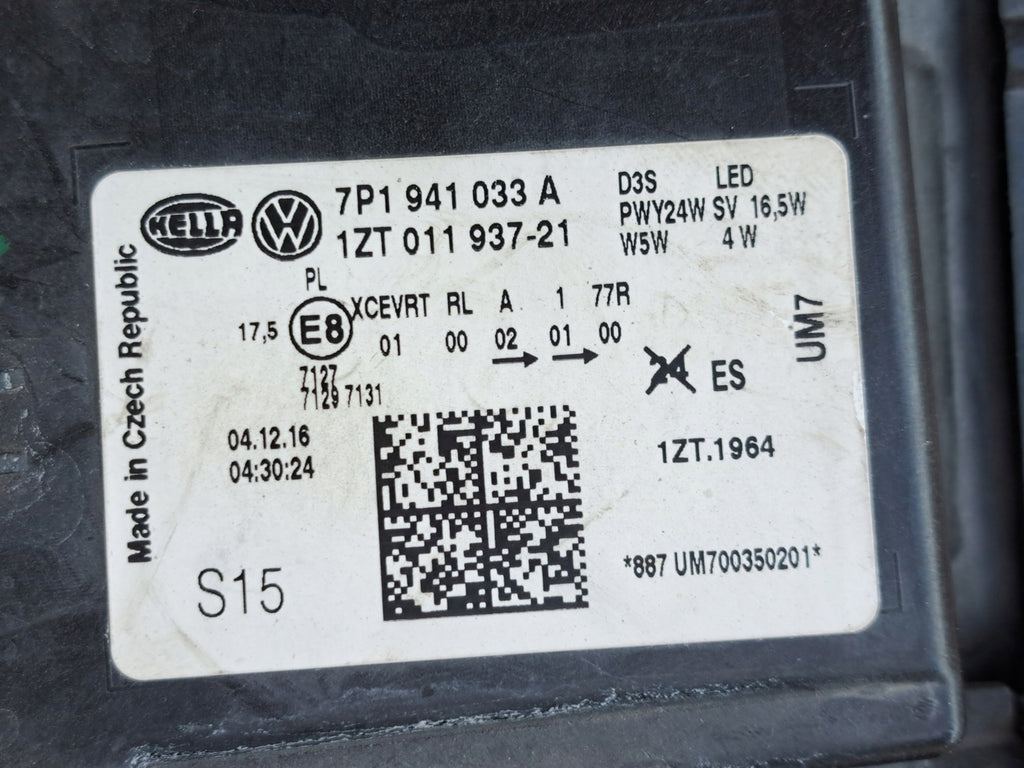 HELLA
7P1 941 033 A
1ZT 011 937-21
D3S LED
PWY24W SV 16,5W
W5W 4W
Made in Czech Republic
PL
17,5 E8 XCEVRT RL A 1 77R
01 00 02 01 00
7127
7129 7131
24 ES
UM7
04.12.16
04:30:24
1ZT.1964
S15
*887 UM700350201*